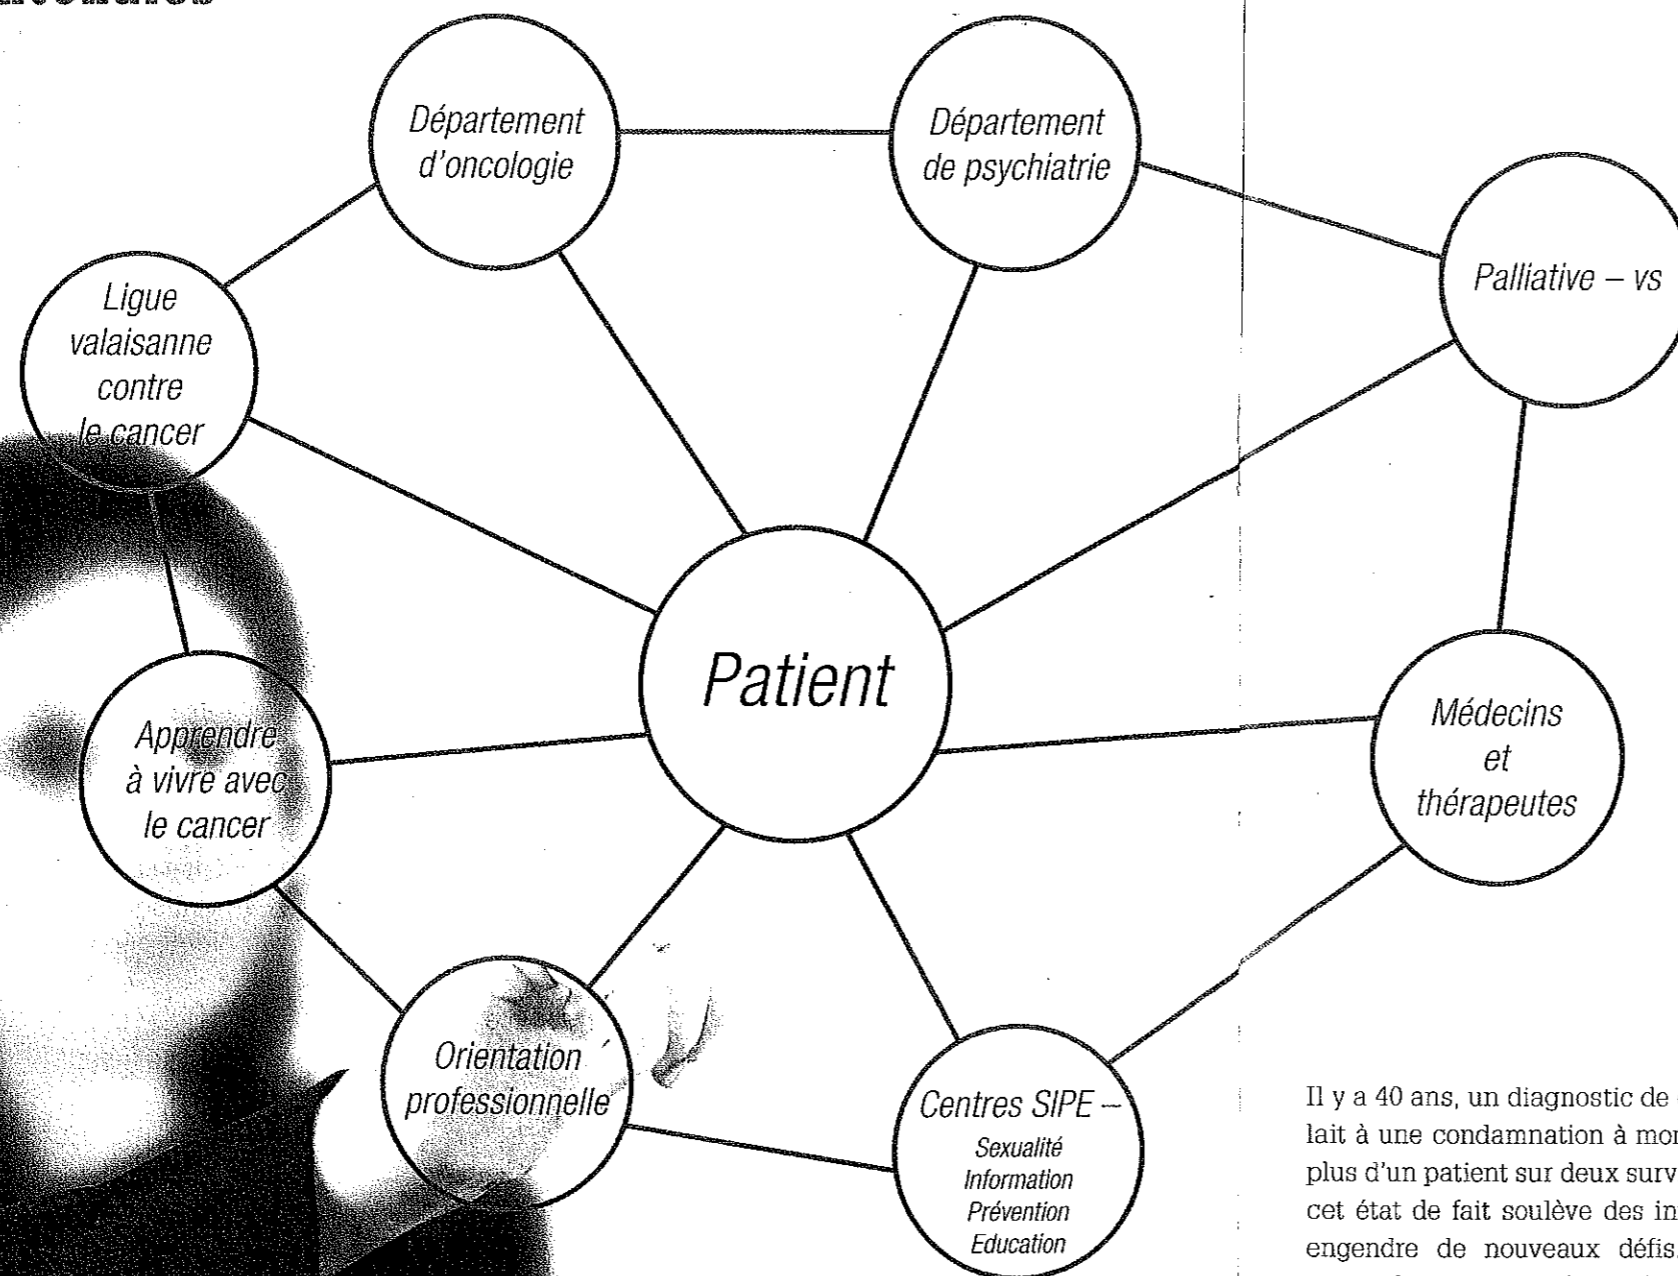 Département
d'oncologie
Département
de psychiatrie
Palliative – vs
Ligue
valaisanne
contre
le cancer
Patient
Médecins
et
thérapeutes
Apprendre
à vivre avec
le cancer
Orientation
professionnelle
Centres SIPE –
Sexualité
Information
Prévention
Education
Il y a 40 ans, un diagnostic de
lait à une condamnation à mor
plus d'un patient sur deux surv
cet état de fait soulève des in
engendre de nouveaux défis.